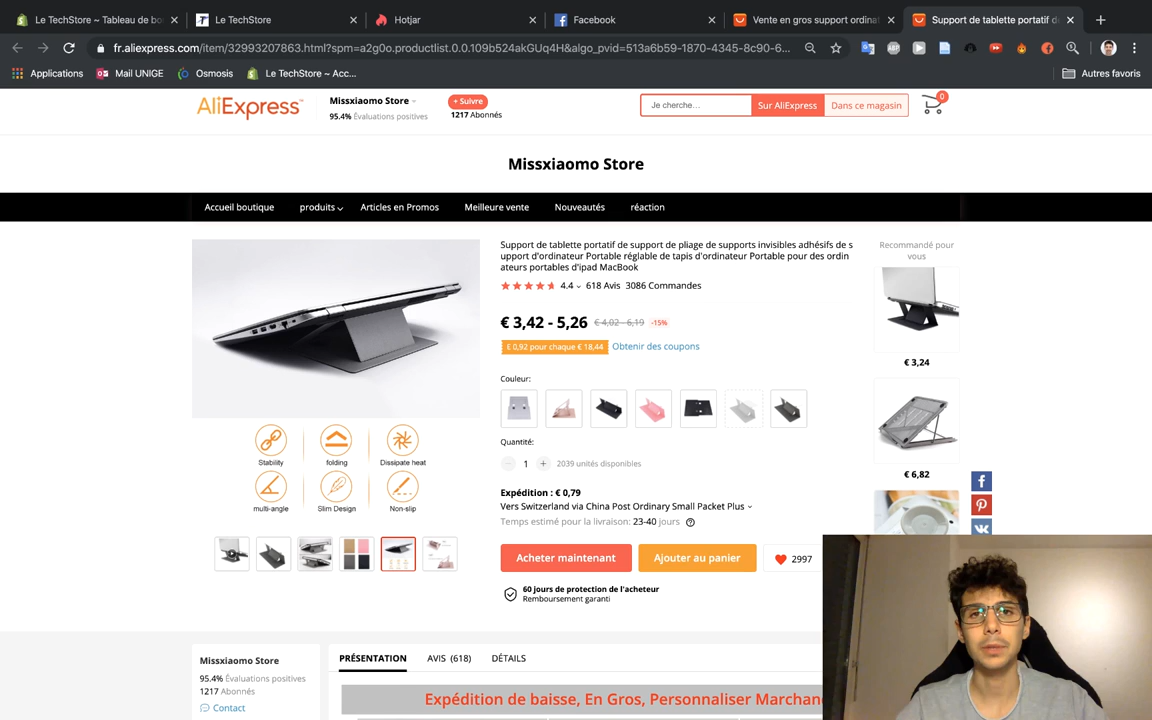 Le TechStore ~ Tableau de bo
Le TechStore
Hotjar
Facebook
Vente en gros support ordinat
Support de tablette portatif de
fr.aliexpress.com/item/32993207863.html?spm=a2g0o.productlist.0.0.109b524akGUq4H&algo_pvid=513a6b59-1870-4345-8c90-6...
Applications
Mail UNIGE
Osmosis
Le TechStore ~ Acc...
Autres favoris
AliExpress
Missxiaomo Store
95.4% Évaluations positives
+ Suivre
1217 Abonnés
Je cherche...
Sur AliExpress
Dans ce magasin
0
Missxiaomo Store
Accueil boutique
produits
Articles en Promos
Meilleure vente
Nouveautés
réaction
Support de tablette portatif de support de pliage de supports invisibles adhésifs de s
upport d'ordinateur Portable réglable de tapis d'ordinateur Portable pour des ordin
ateurs portables d'ipad MacBook
4.4
618 Avis
3086 Commandes
€ 3,42 - 5,26
€ 4,02 - 6,19
-15%
€ 0,92 pour chaque € 18,44
Obtenir des coupons
Couleur:
Quantité:
1
2039 unités disponibles
Expédition : € 0,79
Vers Switzerland via China Post Ordinary Small Packet Plus
Temps estimé pour la livraison: 23-40 jours
Acheter maintenant
Ajouter au panier
2997
60 jours de protection de l'acheteur
Remboursement garanti
Recommandé pour
vous
€ 3,24
€ 6,82
Stability
folding
Dissipate heat
multi-angle
Slim Design
Non-slip
Missxiaomo Store
95.4% Évaluations positives
1217 Abonnés
Contact
PRÉSENTATION
AVIS (618)
DÉTAILS
Expédition de baisse, En Gros, Personnaliser Marchan